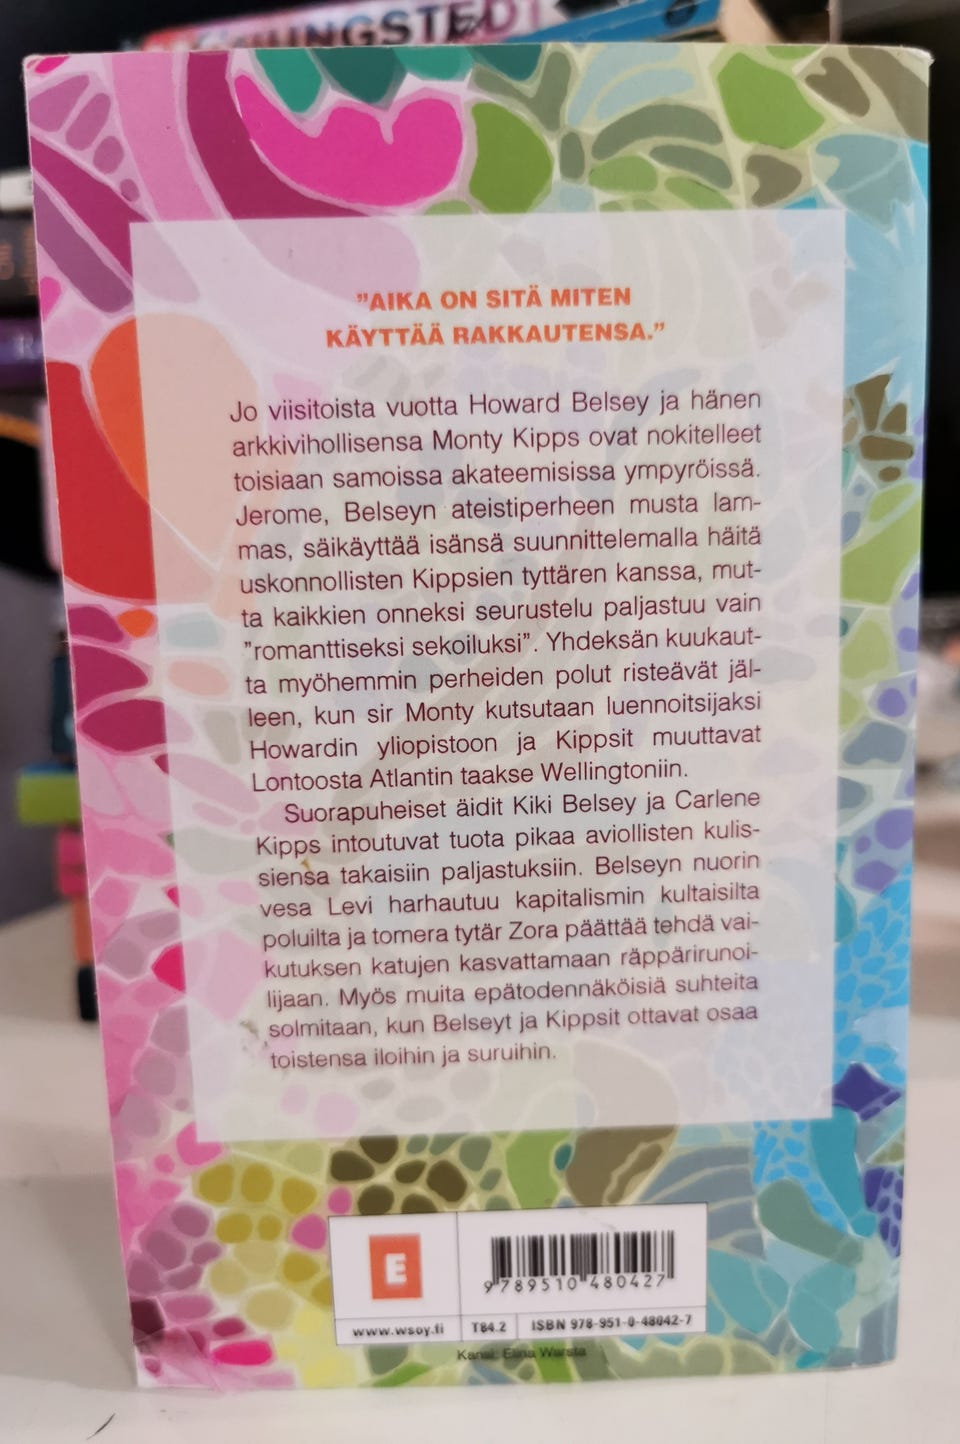 ”AIKA ON SITÄ MITEN
KÄYTTÄÄ RAKKAUTENSA.”
Jo viisitoista vuotta Howard Belsey ja hänen
arkkivihollisensa Monty Kipps ovat nokitelleet
toisiaan samoissa akateemisissa ympyröissä.
Jerome, Belseyn ateistiperheen musta lam-
mas, säikäyttää isänsä suunnittelemalla häitä
uskonnollisten Kippsien tyttären kanssa, mut-
ta kaikkien onneksi seurustelu paljastuu vain
”romanttiseksi sekoiluksi”. Yhdeksän kuukaut-
ta myöhemmin perheiden polut risteävät jäl-
leen, kun sir Monty kutsutaan luennoitsijaksi
Howardin yliopistoon ja Kippsit muuttavat
Lontoosta Atlantin taakse Wellingtoniin.
Suorapuheiset äidit Kiki Belsey ja Carlene
Kipps intoutuvat tuota pikaa aviollisten kulis-
siensa takaisiin paljastuksiin. Belseyn nuorin
vesa Levi harhautuu kapitalismin kultaisilta
poluilta ja tomera tytär Zora päättää tehdä vai-
kutuksen katujen kasvattamaan räppärirunoi-
lijaan. Myös muita epätodennäköisiä suhteita
solmitaan, kun Belseyt ja Kippsit ottavat osaa
toistensa iloihin ja suruihin.
E
9 789510 480427
www.wsoy.fi
T84.2
ISBN 978-951-0-48042-7
Kansi: Elina Warsta